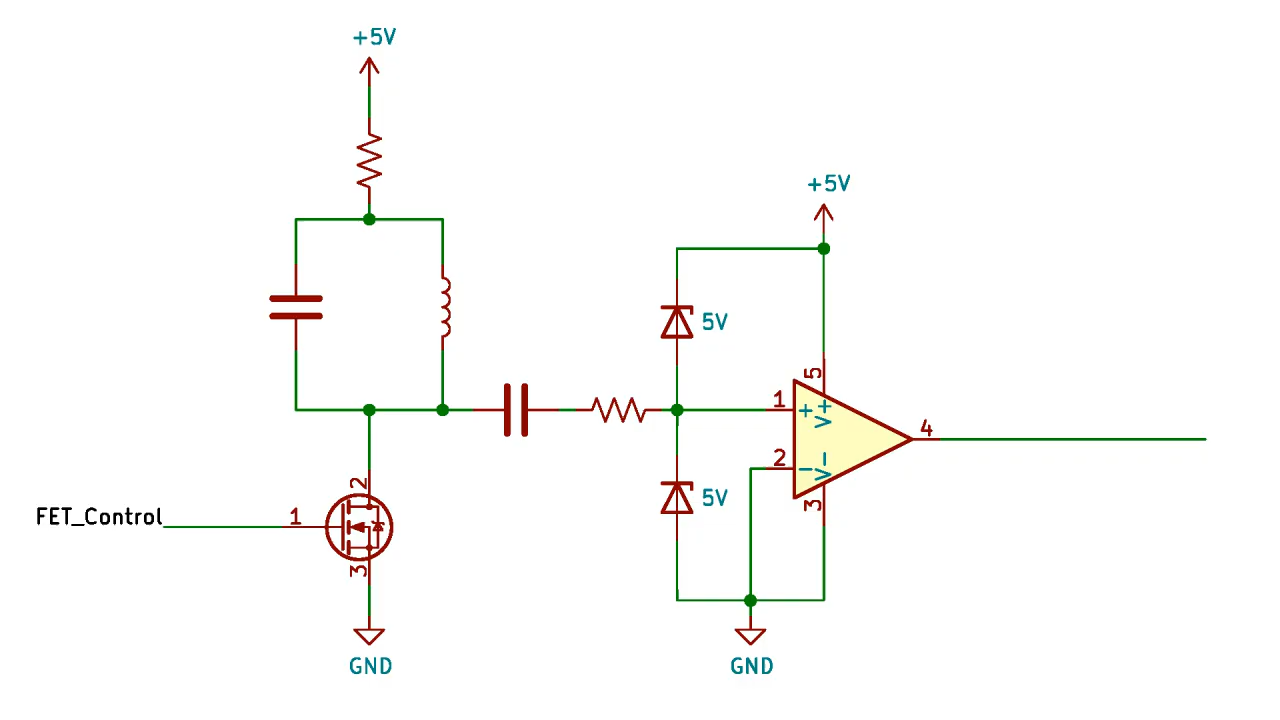 +5V
+5V
5V
5
1
+
V+
4
2
-
V-
2
5V
3
FET_Control
1
3
GND
GND